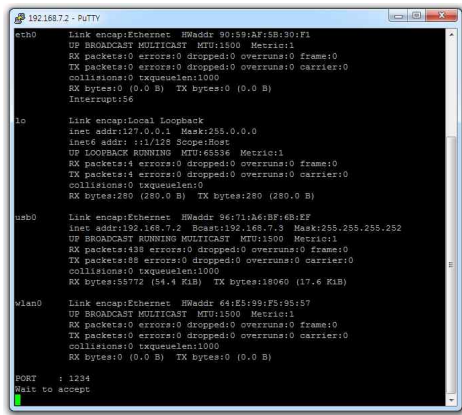 192.168.7.2 - PuTTY
eth0 Link encap:Ethernet HWaddr 90:59:AF:5B:30:F1
UP BROADCAST MULTICAST MTU:1500 Metric:1
RX packets:0 errors:0 dropped:0 overruns:0 frame:0
TX packets:0 errors:0 dropped:0 overruns:0 carrier:0
collisions:0 txqueuelen:1000
RX bytes:0 (0.0 B) TX bytes:0 (0.0 B)
Interrupt:56
lo Link encap:Local Loopback
inet addr:127.0.0.1 Mask:255.0.0.0
inet6 addr: ::1/128 Scope:Host
UP LOOPBACK RUNNING MTU:65536 Metric:1
RX packets:4 errors:0 dropped:0 overruns:0 frame:0
TX packets:4 errors:0 dropped:0 overruns:0 carrier:0
collisions:0 txqueuelen:0
RX bytes:280 (280.0 B) TX bytes:280 (280.0 B)
usb0 Link encap:Ethernet HWaddr 96:71:A6:BF:6B:EF
inet addr:192.168.7.2 Bcast:192.168.7.3 Mask:255.255.255.252
UP BROADCAST RUNNING MULTICAST MTU:1500 Metric:1
RX packets:438 errors:0 dropped:0 overruns:0 frame:0
TX packets:88 errors:0 dropped:0 overruns:0 carrier:0
collisions:0 txqueuelen:1000
RX bytes:55772 (54.4 KiB) TX bytes:18060 (17.6 KiB)
wlan0 Link encap:Ethernet HWaddr 64:E5:99:F5:95:57
UP BROADCAST MULTICAST MTU:1500 Metric:1
RX packets:0 errors:0 dropped:0 overruns:0 frame:0
TX packets:0 errors:0 dropped:0 overruns:0 carrier:0
collisions:0 txqueuelen:1000
RX bytes:0 (0.0 B) TX bytes:0 (0.0 B)
PORT : 1234
Wait to accept